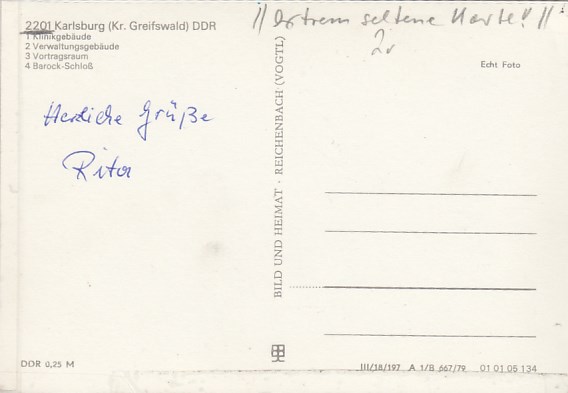 2201 Karlsburg (Kr. Greifswald) DDR
1 Klinikgebäude
2 Verwaltungsgebäude
3 Vortragsraum
4 Barock-Schloß
// Extrem seltene Karte! //
Echt Foto
Herzliche Grüße
Rita
BILD UND HEIMAT · REICHENBACH (VOGTL)
DDR 0,25 M
III/18/197 A 1/B 667/79 01 01 05 134